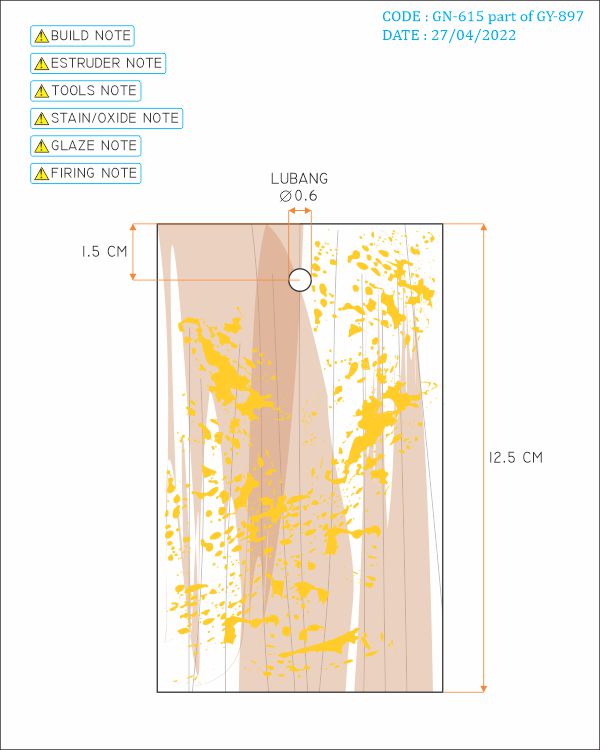 CODE : GN-615 part of GY-897
DATE : 27/04/2022
BUILD NOTE
ESTRUDER NOTE
TOOLS NOTE
STAIN/OXIDE NOTE
GLAZE NOTE
FIRING NOTE
LUBANG
∅0.6
1.5 CM
12.5 CM